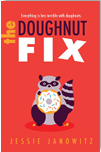 Everything is less terrible with doughnuts.
the
DOUGHNUT
FIX
JESSIE JANOWITZ